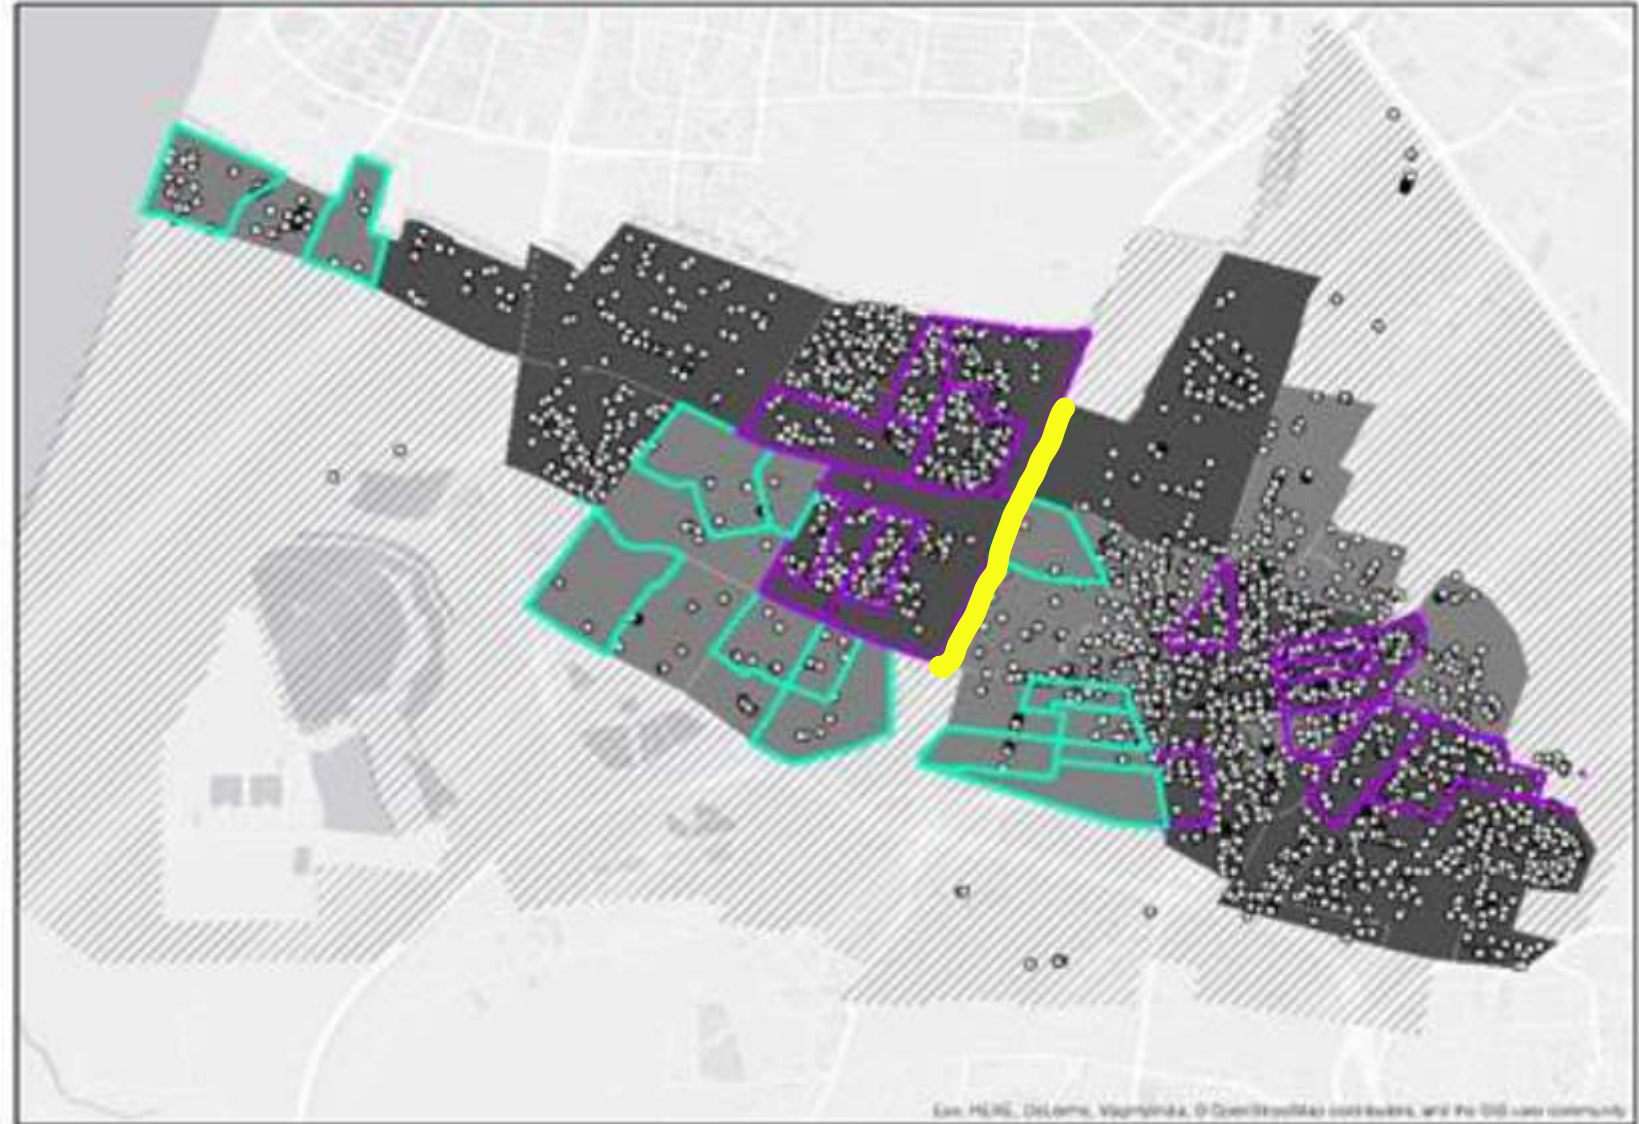 Esri, HERE, DeLorme, MapmyIndia, © OpenStreetMap contributors, and the GIS user community